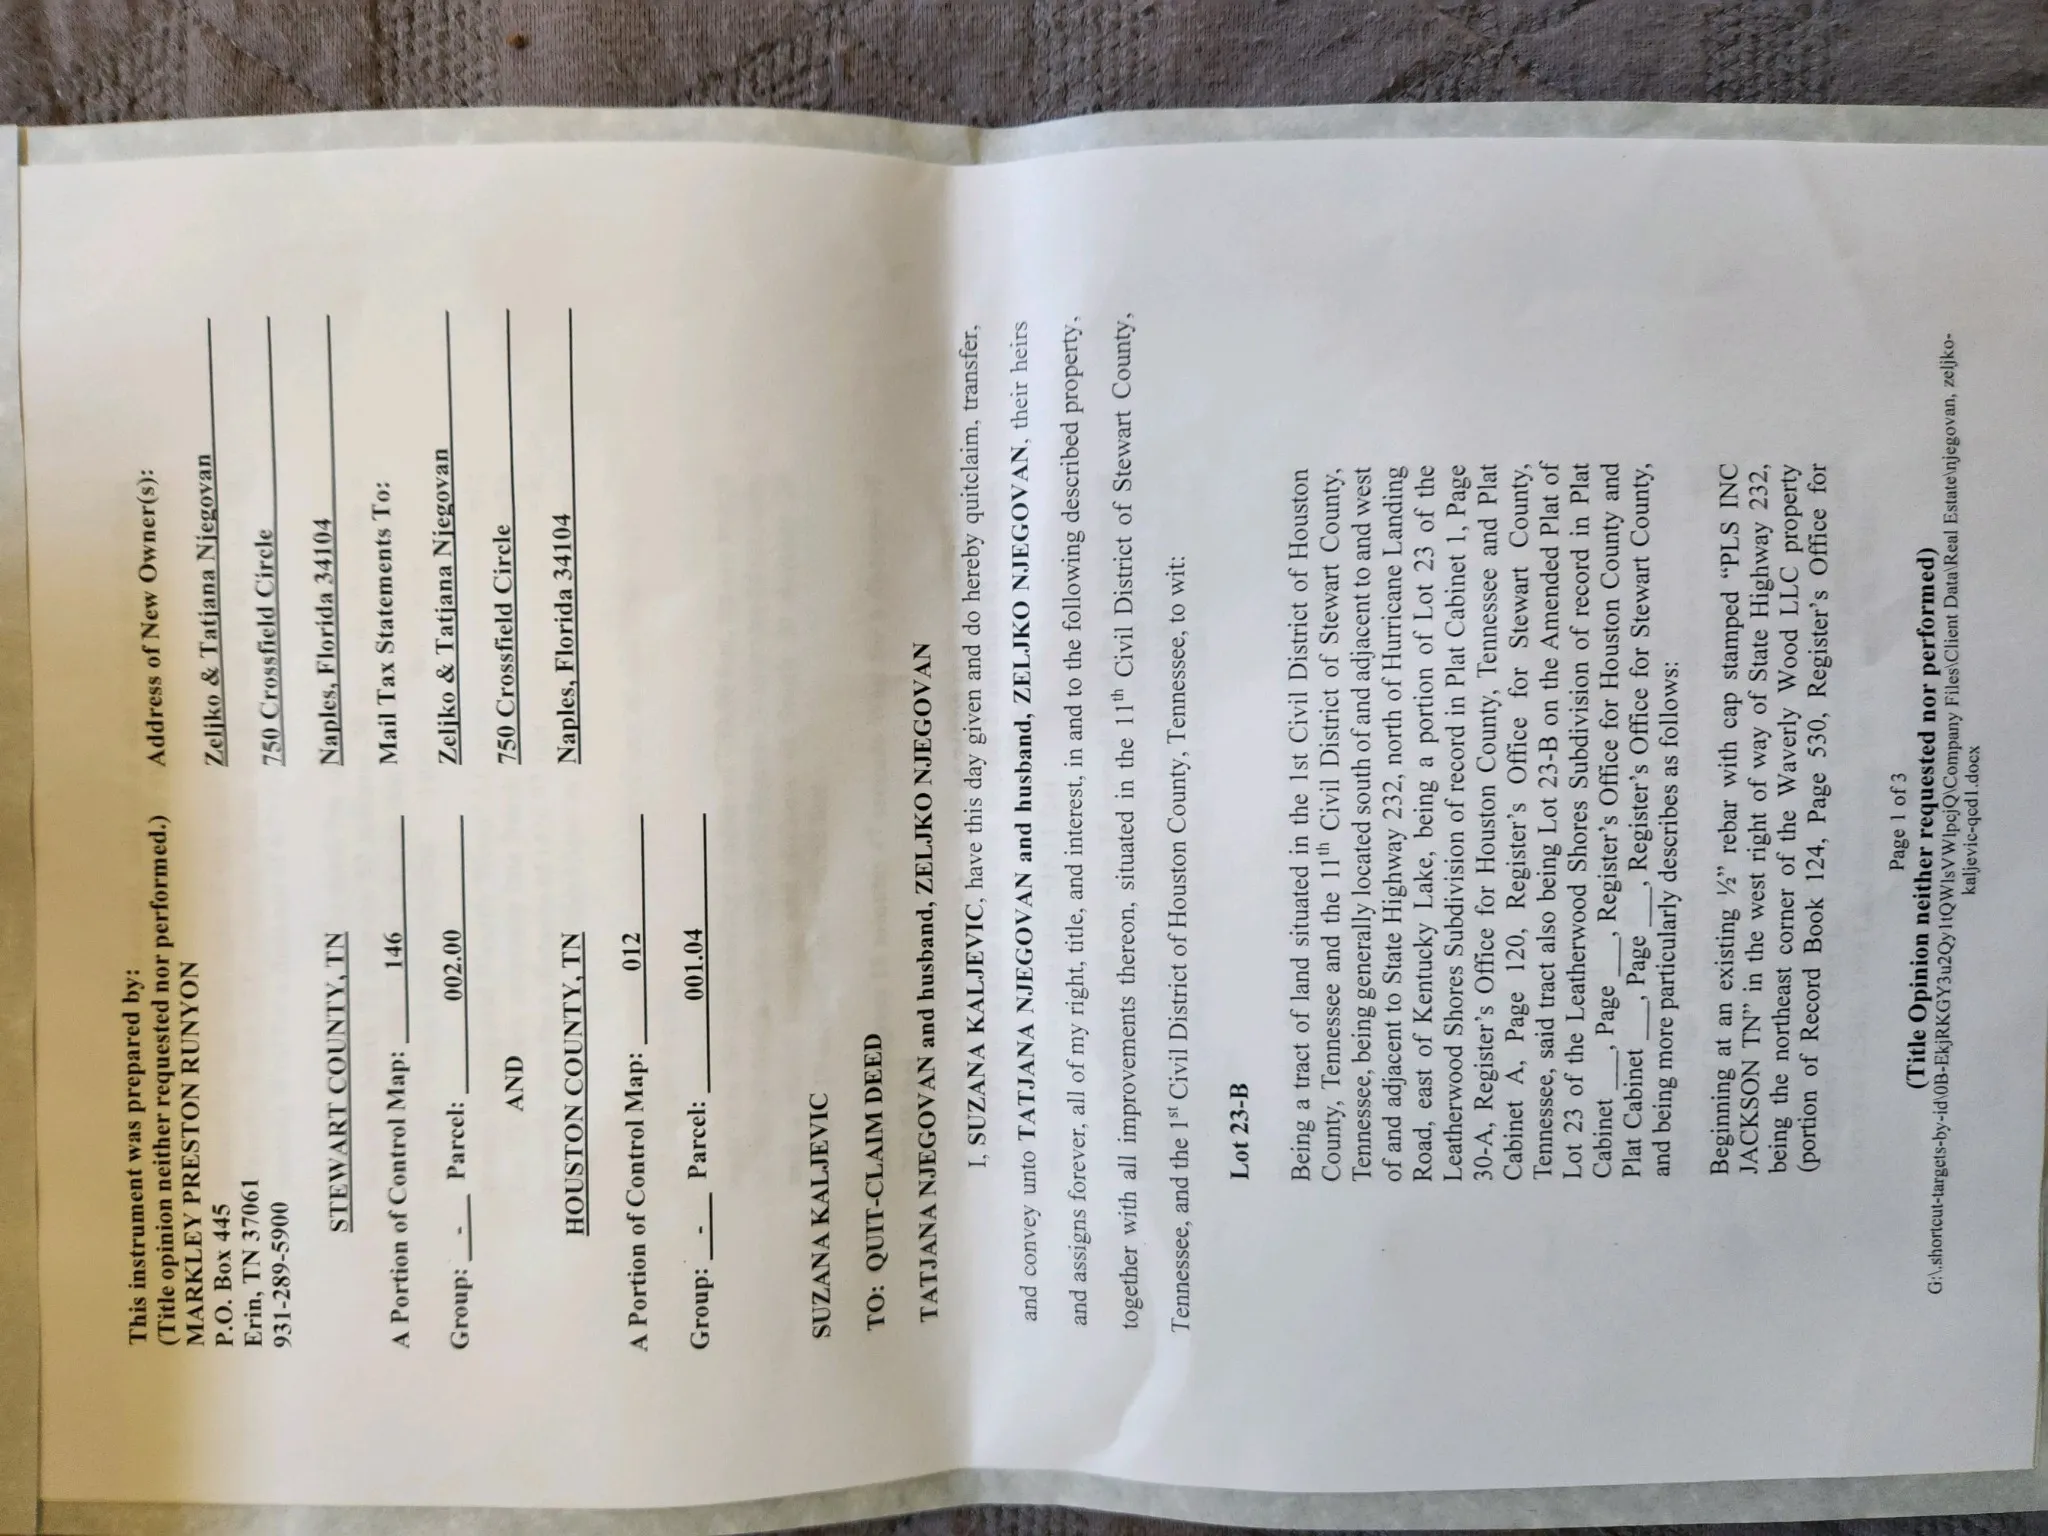 This instrument was prepared by:
(Title opinion neither requested nor performed.)
MARKLEY PRESTON RUNYON
P.O. Box 445
Erin, TN 37061
931-289-5900
STEWART COUNTY, TN
A Portion of Control Map: 146
Group: - Parcel: 002.00
AND
HOUSTON COUNTY, TN
A Portion of Control Map: 012
Group: - Parcel: 001.04
Address of New Owner(s):
Zeljko & Tatjana Njegovan
750 Crossfield Circle
Naples, Florida 34104
Mail Tax Statements To:
Zeljko & Tatjana Njegovan
750 Crossfield Circle
Naples, Florida 34104
SUZANA KALJEVIC
TO: QUIT-CLAIM DEED
TATJANA NJEGOVAN and husband, ZELJKO NJEGOVAN
I, SUZANA KALJEVIC, have this day given and do hereby quitclaim, transfer,
and convey unto TATJANA NJEGOVAN and husband, ZELJKO NJEGOVAN, their heirs
and assigns forever, all of my right, title, and interest, in and to the following described property,
together with all improvements thereon, situated in the 11th Civil District of Stewart County,
Tennessee, and the 1st Civil District of Houston County, Tennessee, to wit:
Lot 23-B
Being a tract of land situated in the 1st Civil District of Houston
County, Tennessee and the 11th Civil District of Stewart County,
Tennessee, being generally located south of and adjacent to and west
of and adjacent to State Highway 232, north of Hurricane Landing
Road, east of Kentucky Lake, being a portion of Lot 23 of the
Leatherwood Shores Subdivision of record in Plat Cabinet 1, Page
30-A, Register's Office for Houston County, Tennessee and Plat
Cabinet A, Page 120, Register's Office for Stewart County,
Tennessee, said tract also being Lot 23-B on the Amended Plat of
Lot 23 of the Leatherwood Shores Subdivision of record in Plat
Cabinet ___, Page ___, Register's Office for Houston County and
Plat Cabinet ___, Page ___, Register's Office for Stewart County,
and being more particularly describes as follows:
Beginning at an existing ½” rebar with cap stamped “PLS INC
JACKSON TN” in the west right of way of State Highway 232,
being the northeast corner of the Waverly Wood LLC property
(portion of Record Book 124, Page 530, Register's Office for
Page 1 of 3
(Title Opinion neither requested nor performed)
G:\.shortcut-targets-by-id\0B-EkjRKGY3u2Qy1tQWlsVWlpcjQ\Company Files\Client Data\Real Estate\njegovan, zeljko-
kaljevic-qcd1.docx